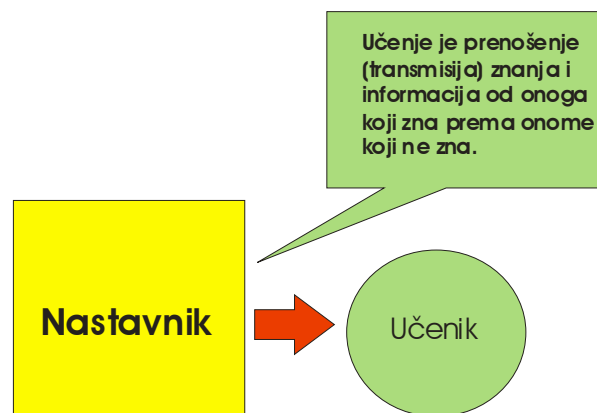 Učenje je prenošenje
(transmisija) znanja i
informacija od onoga
koji zna prema onome
koji ne zna.
Nastavnik
Učenik